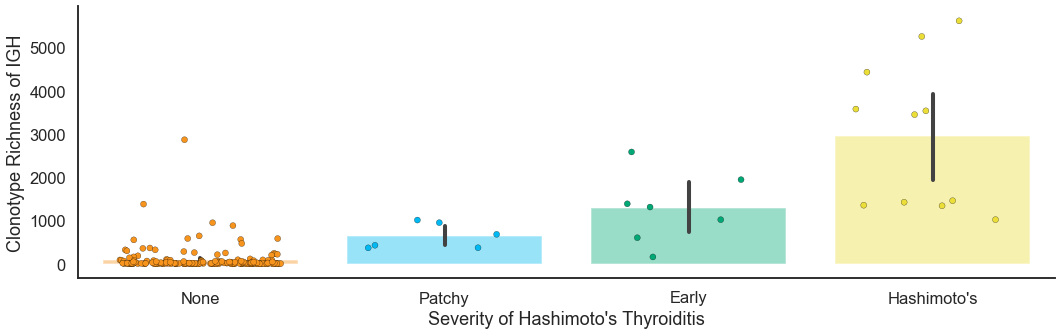 Clonotype Richness of IGH
5000
4000
3000
2000
1000
0
None
Patchy
Early
Hashimoto's
Severity of Hashimoto's Thyroiditis